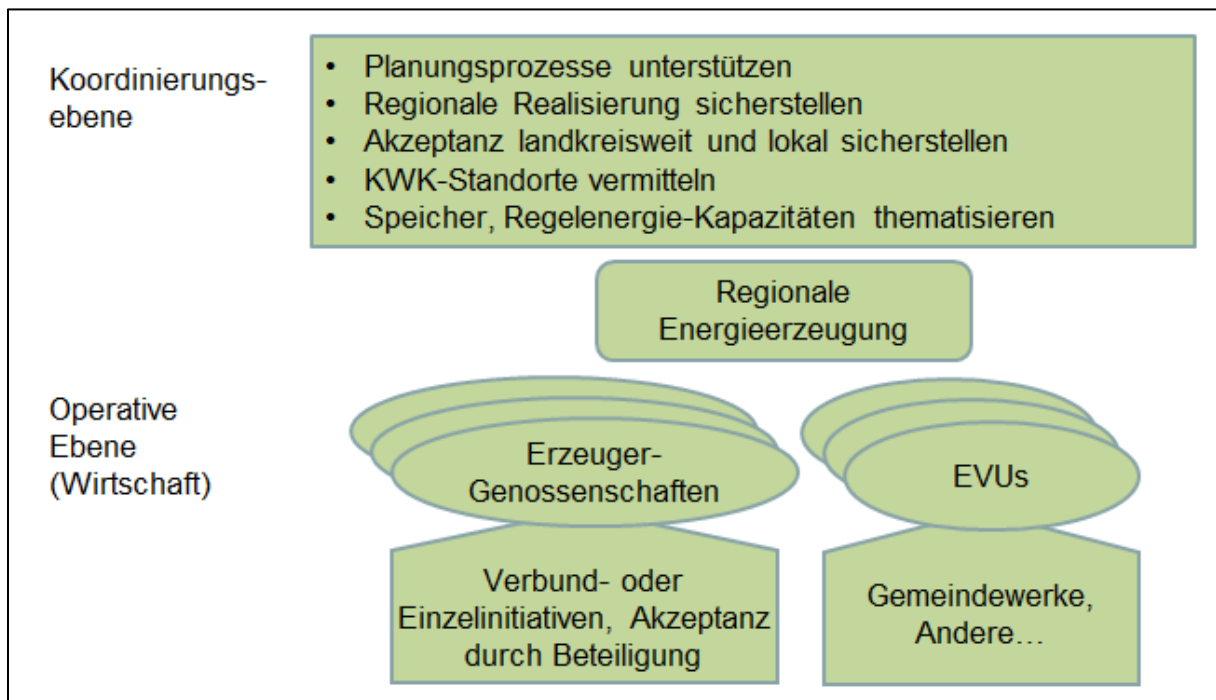 Koordinierungs-
ebene
• Planungsprozesse unterstützen
• Regionale Realisierung sicherstellen
• Akzeptanz landkreisweit und lokal sicherstellen
• KWK-Standorte vermitteln
• Speicher, Regelenergie-Kapazitäten thematisieren
Regionale
Energieerzeugung
Operative
Ebene
(Wirtschaft)
Erzeuger-
Genossenschaften
EVUs
Verbund- oder
Einzelinitiativen, Akzeptanz
durch Beteiligung
Gemeindewerke,
Andere…